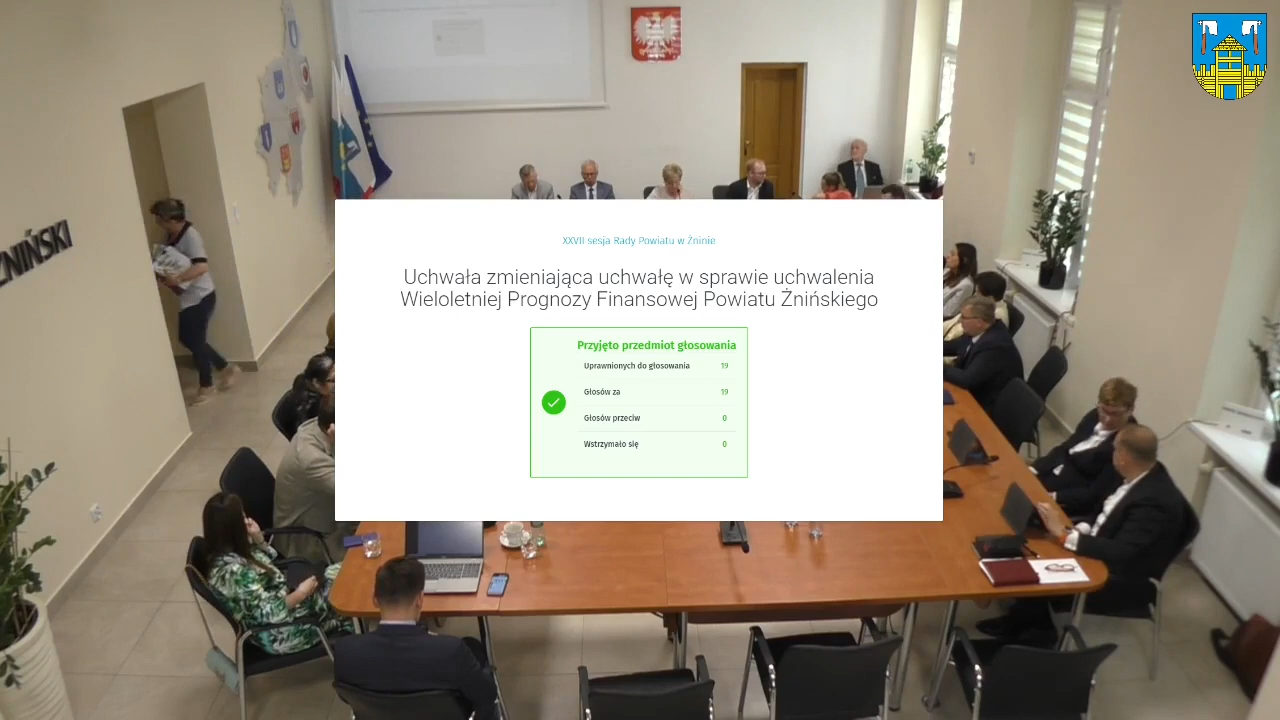 XXVII sesja Rady Powiatu w Żninie
Uchwała zmieniająca uchwałę w sprawie uchwalenia
Wieloletniej Prognozy Finansowej Powiatu Żnińskiego
Przyjęto przedmiot głosowania
Uprawnionych do głosowania 19
Głosów za 19
Głosów przeciw 0
Wstrzymało się 0
ŻNIŃSKI